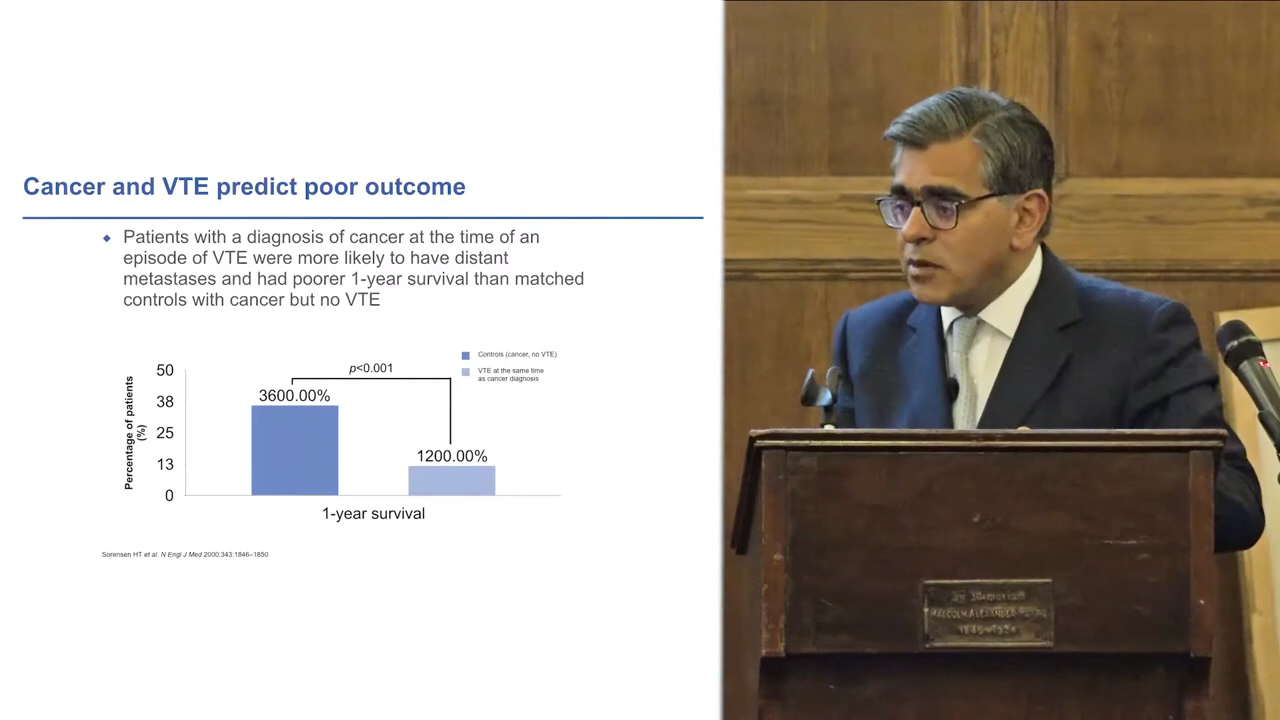 Cancer and VTE predict poor outcome
◆ Patients with a diagnosis of cancer at the time of an
episode of VTE were more likely to have distant
metastases and had poorer 1-year survival than matched
controls with cancer but no VTE
Controls (cancer, no VTE)
VTE at the same time
as cancer diagnosis
p<0.001
Percentage of patients
(%)
50
38
25
13
0
3600.00%
1200.00%
1-year survival
Sorensen HT et al. N Engl J Med 2000:343:1846–1850
MALCOLM ALEXANDER